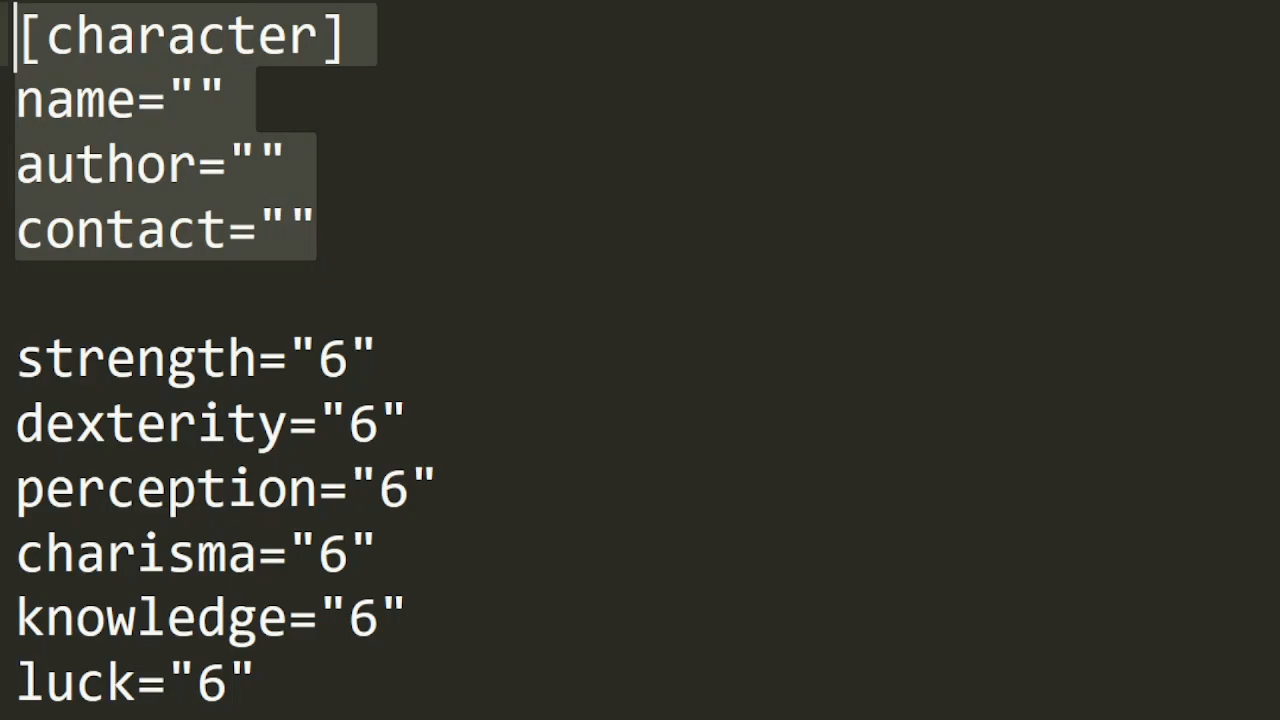 [character]
name=""
author=""
contact=""
strength="6"
dexterity="6"
perception="6"
charisma="6"
knowledge="6"
luck="6"